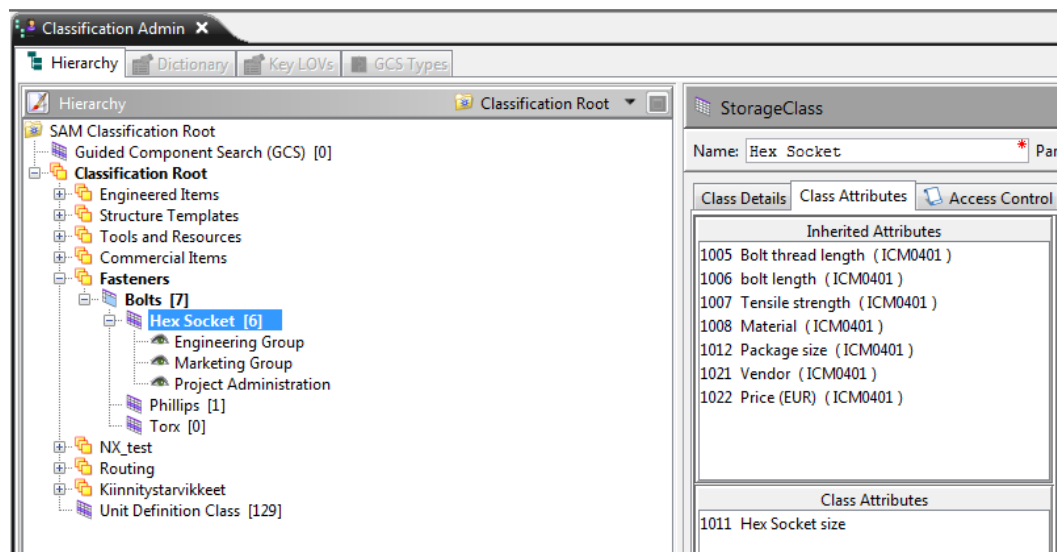 Classification Admin
Hierarchy Dictionary Key LOVs GCS Types
Hierarchy Classification Root
SAM Classification Root
Guided Component Search (GCS) [0]
Classification Root
Engineered Items
Structure Templates
Tools and Resources
Commercial Items
Fasteners
Bolts [7]
Hex Socket [6]
Engineering Group
Marketing Group
Project Administration
Phillips [1]
Torx [0]
NX_test
Routing
Kiinnitystarvikkeet
Unit Definition Class [129]
StorageClass
Name: Hex Socket * Par
Class Details Class Attributes Access Control
Inherited Attributes
1005 Bolt thread length ( ICM0401 )
1006 bolt length ( ICM0401 )
1007 Tensile strength ( ICM0401 )
1008 Material ( ICM0401 )
1012 Package size ( ICM0401 )
1021 Vendor ( ICM0401 )
1022 Price (EUR) ( ICM0401 )
Class Attributes
1011 Hex Socket size